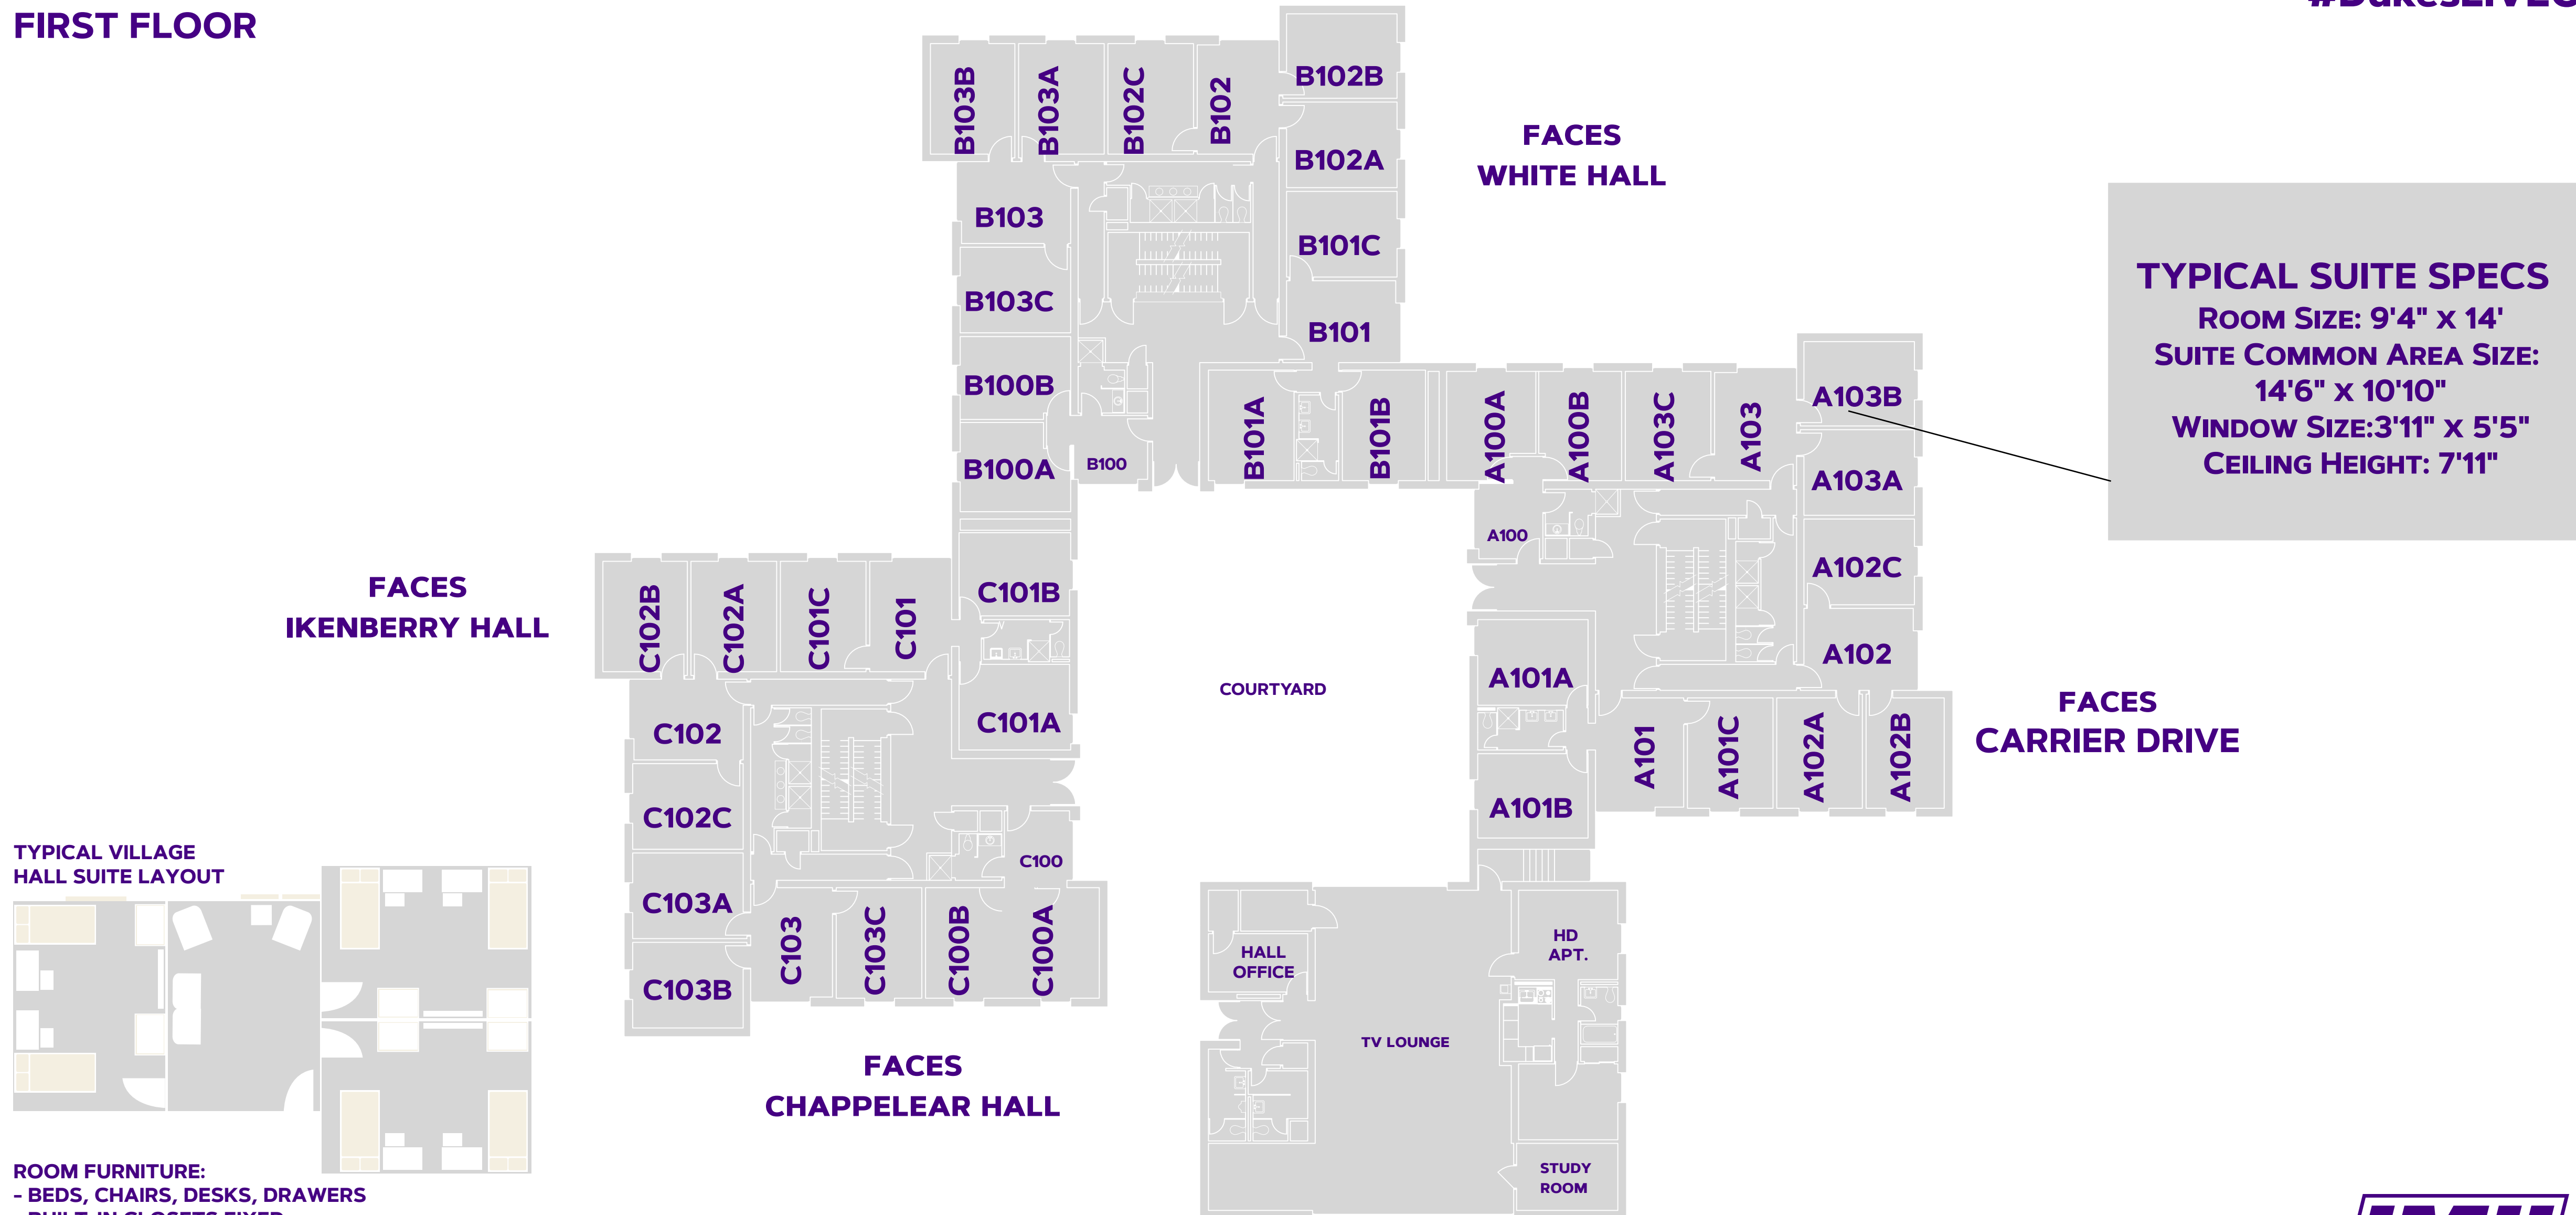 FIRST FLOOR
B103B
B103A
B102C
B102
B102B
B102A
B101C
B101
B103
B103C
B100B
B100A
B100
B101A
B101B
FACES
WHITE HALL
A100A
A100B
A103C
A103
A103B
A103A
A102C
A102
A100
A101A
A101B
A101
A101C
A102A
A102B
TYPICAL SUITE SPECS
ROOM SIZE: 9'4" X 14'
SUITE COMMON AREA SIZE:
14'6" X 10'10"
WINDOW SIZE:3'11" X 5'5"
CEILING HEIGHT: 7'11"
FACES
IKENBERRY HALL
C102B
C102A
C101C
C101
C101B
C101A
C102
C102C
C103A
C103B
C103
C103C
C100B
C100A
C100
COURTYARD
FACES
CARRIER DRIVE
FACES
CHAPPELEAR HALL
HALL
OFFICE
HD
APT.
TV LOUNGE
STUDY
ROOM
TYPICAL VILLAGE
HALL SUITE LAYOUT
ROOM FURNITURE:
- BEDS, CHAIRS, DESKS, DRAWERS